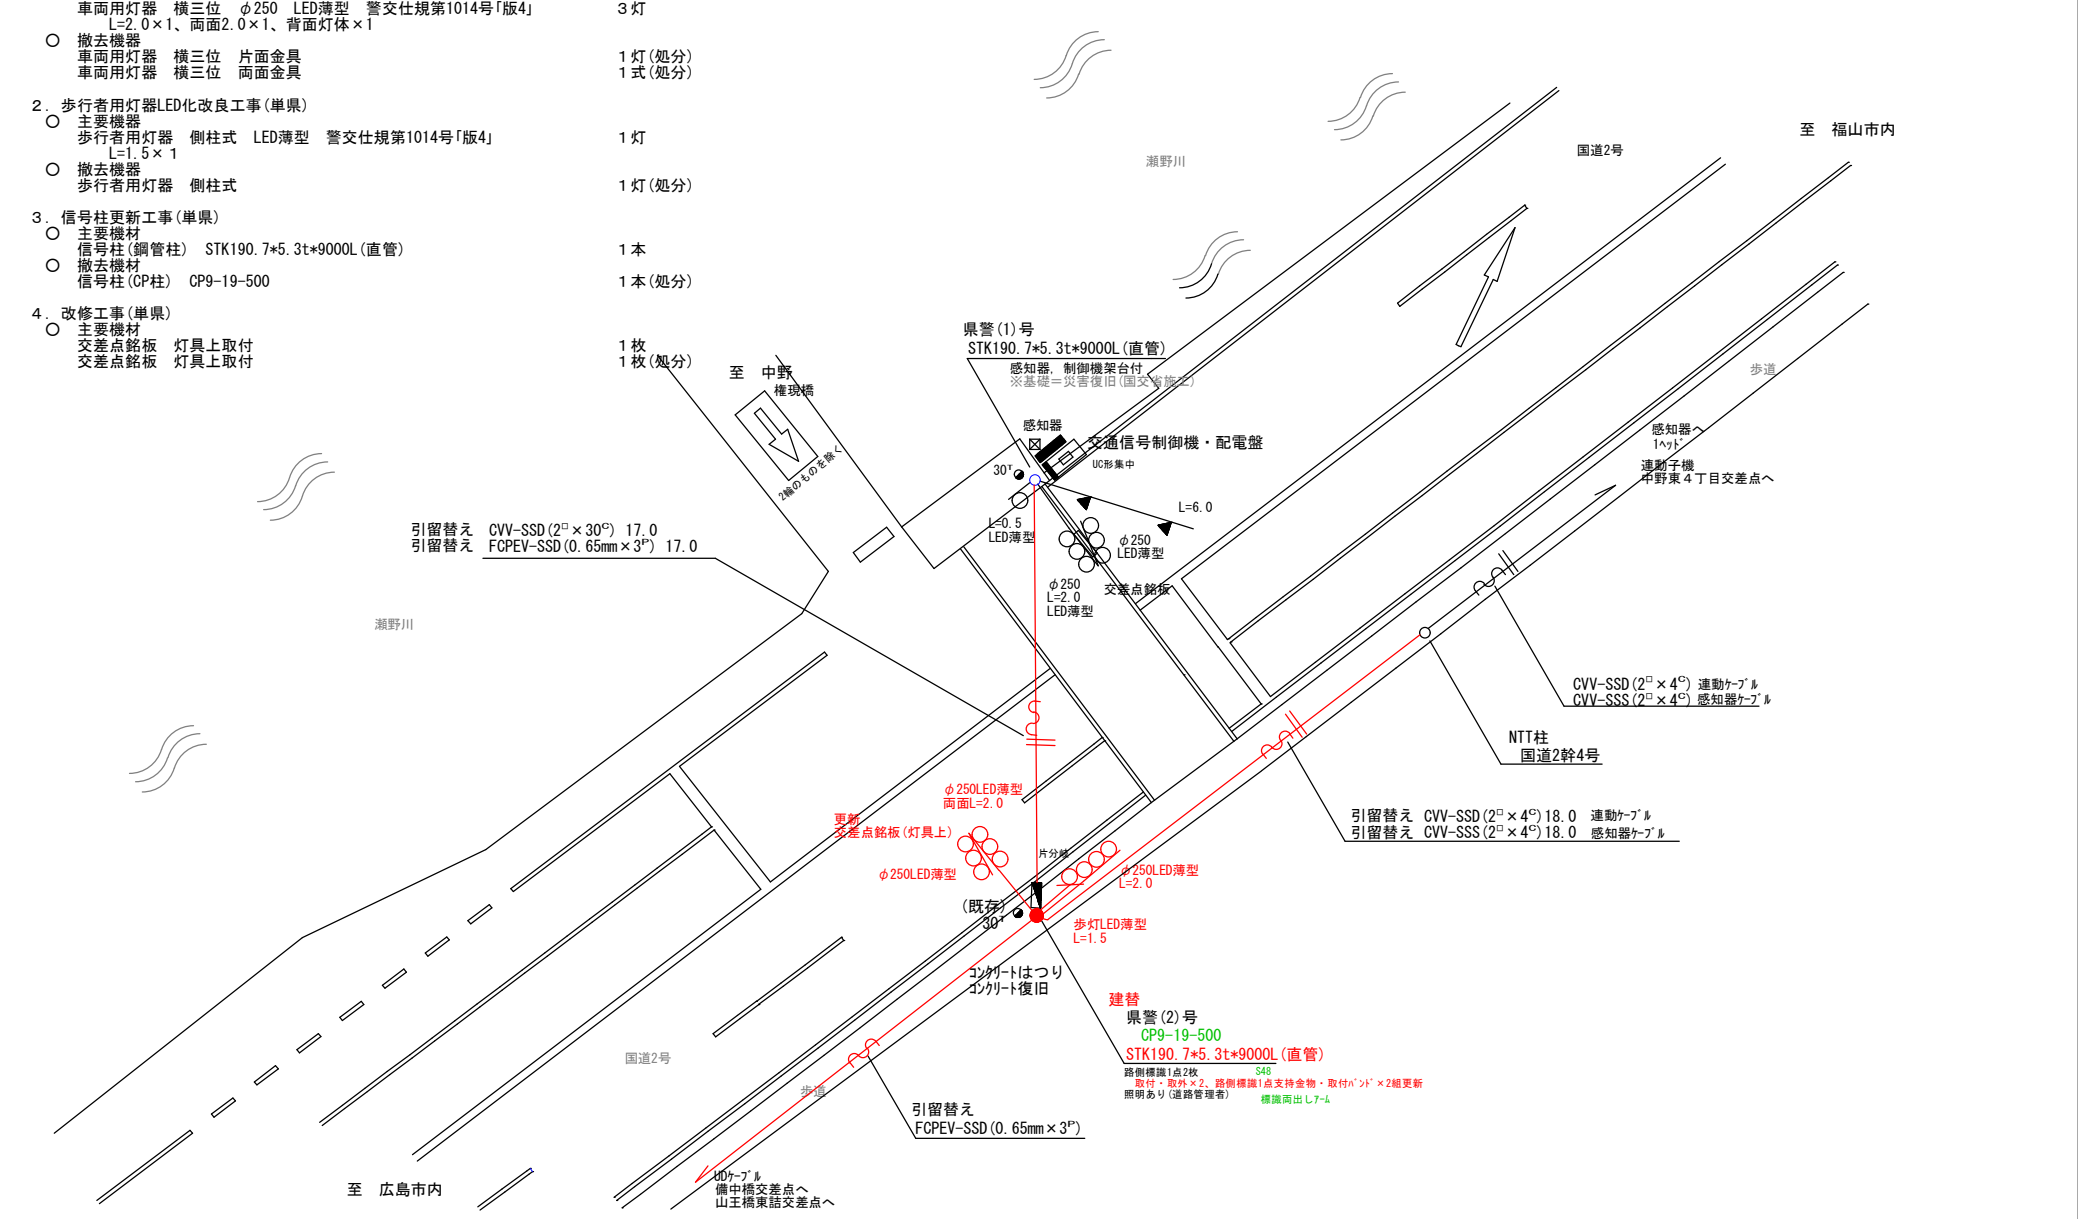 車両用灯器　横三位　φ250　LED薄型　警交仕規第1014号｢版4｣　3灯
L=2.0×1、両面2.0×1、背面灯体×1
○　撤去機器
車両用灯器　横三位　片面金具　1灯(処分)
車両用灯器　横三位　両面金具　1式(処分)
2. 歩行者用灯器LED化改良工事(単県)
○　主要機器
歩行者用灯器　側柱式　LED薄型　警交仕規第1014号｢版4｣　1灯
L=1.5×1
○　撤去機器
歩行者用灯器　側柱式　1灯(処分)
3. 信号柱更新工事(単県)
○　主要機材
信号柱(鋼管柱)　STK190.7*5.3t*9000L(直管)　1本
○　撤去機材
信号柱(CP柱)　CP9-19-500　1本(処分)
4. 改修工事(単県)
○　主要機材
交差点銘板　灯具上取付　1枚
交差点銘板　灯具上取付　1枚(処分)
至　福山市内
国道2号
瀬野川
歩道
県警(1)号
STK190.7*5.3t*9000L(直管)
感知器, 制御機架台付
※基礎＝災害復旧(国交省施工)
至　中野
権現橋
2輪のものを除く
感知器
交通信号制御機・配電盤
UC形集中
30T
L=6.0
L=0.5
LED薄型
φ250
LED薄型
φ250
L=2.0
LED薄型
交差点銘板
感知器へ
1ヘッド
連動子機
中野東４丁目交差点へ
引留替え　CVV-SSD(2□×30C) 17.0
引留替え　FCPEV-SSD(0.65mm×3P) 17.0
瀬野川
CVV-SSD(2□×4C) 連動ｹｰﾌﾞﾙ
CVV-SSS(2□×4C) 感知器ｹｰﾌﾞﾙ
NTT柱
国道2幹4号
引留替え CVV-SSD(2□×4C)18.0　連動ｹｰﾌﾞﾙ
引留替え CVV-SSS(2□×4C)18.0　感知器ｹｰﾌﾞﾙ
φ250LED薄型
両面L=2.0
更新
交差点銘板(灯具上)
φ250LED薄型
片分岐
φ250LED薄型
L=2.0
(既存)
30T
歩灯LED薄型
L=1.5
ｺﾝｸﾘｰﾄはつり
ｺﾝｸﾘｰﾄ復旧
建替
県警(2)号
CP9-19-500
STK190.7*5.3t*9000L(直管)
路側標識1点2枚　S48
取付・取外×2、路側標識1点支持金物・取付ﾊﾞﾝﾄﾞ×2組更新
照明あり(道路管理者)　標識両出しｱｰﾑ
国道2号
歩道
引留替え
FCPEV-SSD(0.65mm×3P)
至　広島市内
UDｹｰﾌﾞﾙ
備中橋交差点へ
山王橋東詰交差点へ